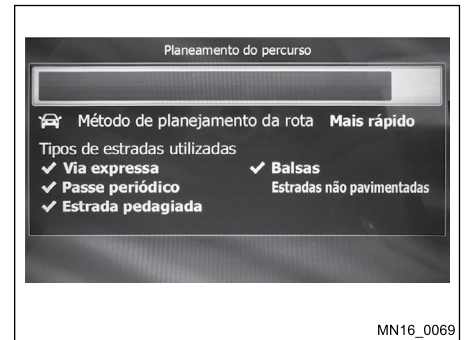 Planeamento do percurso
Método de planejamento da rota Mais rápido
Tipos de estradas utilizadas
Via expressa Balsas
Passe periódico Estradas não pavimentadas
Estrada pedagiada
MN16_0069